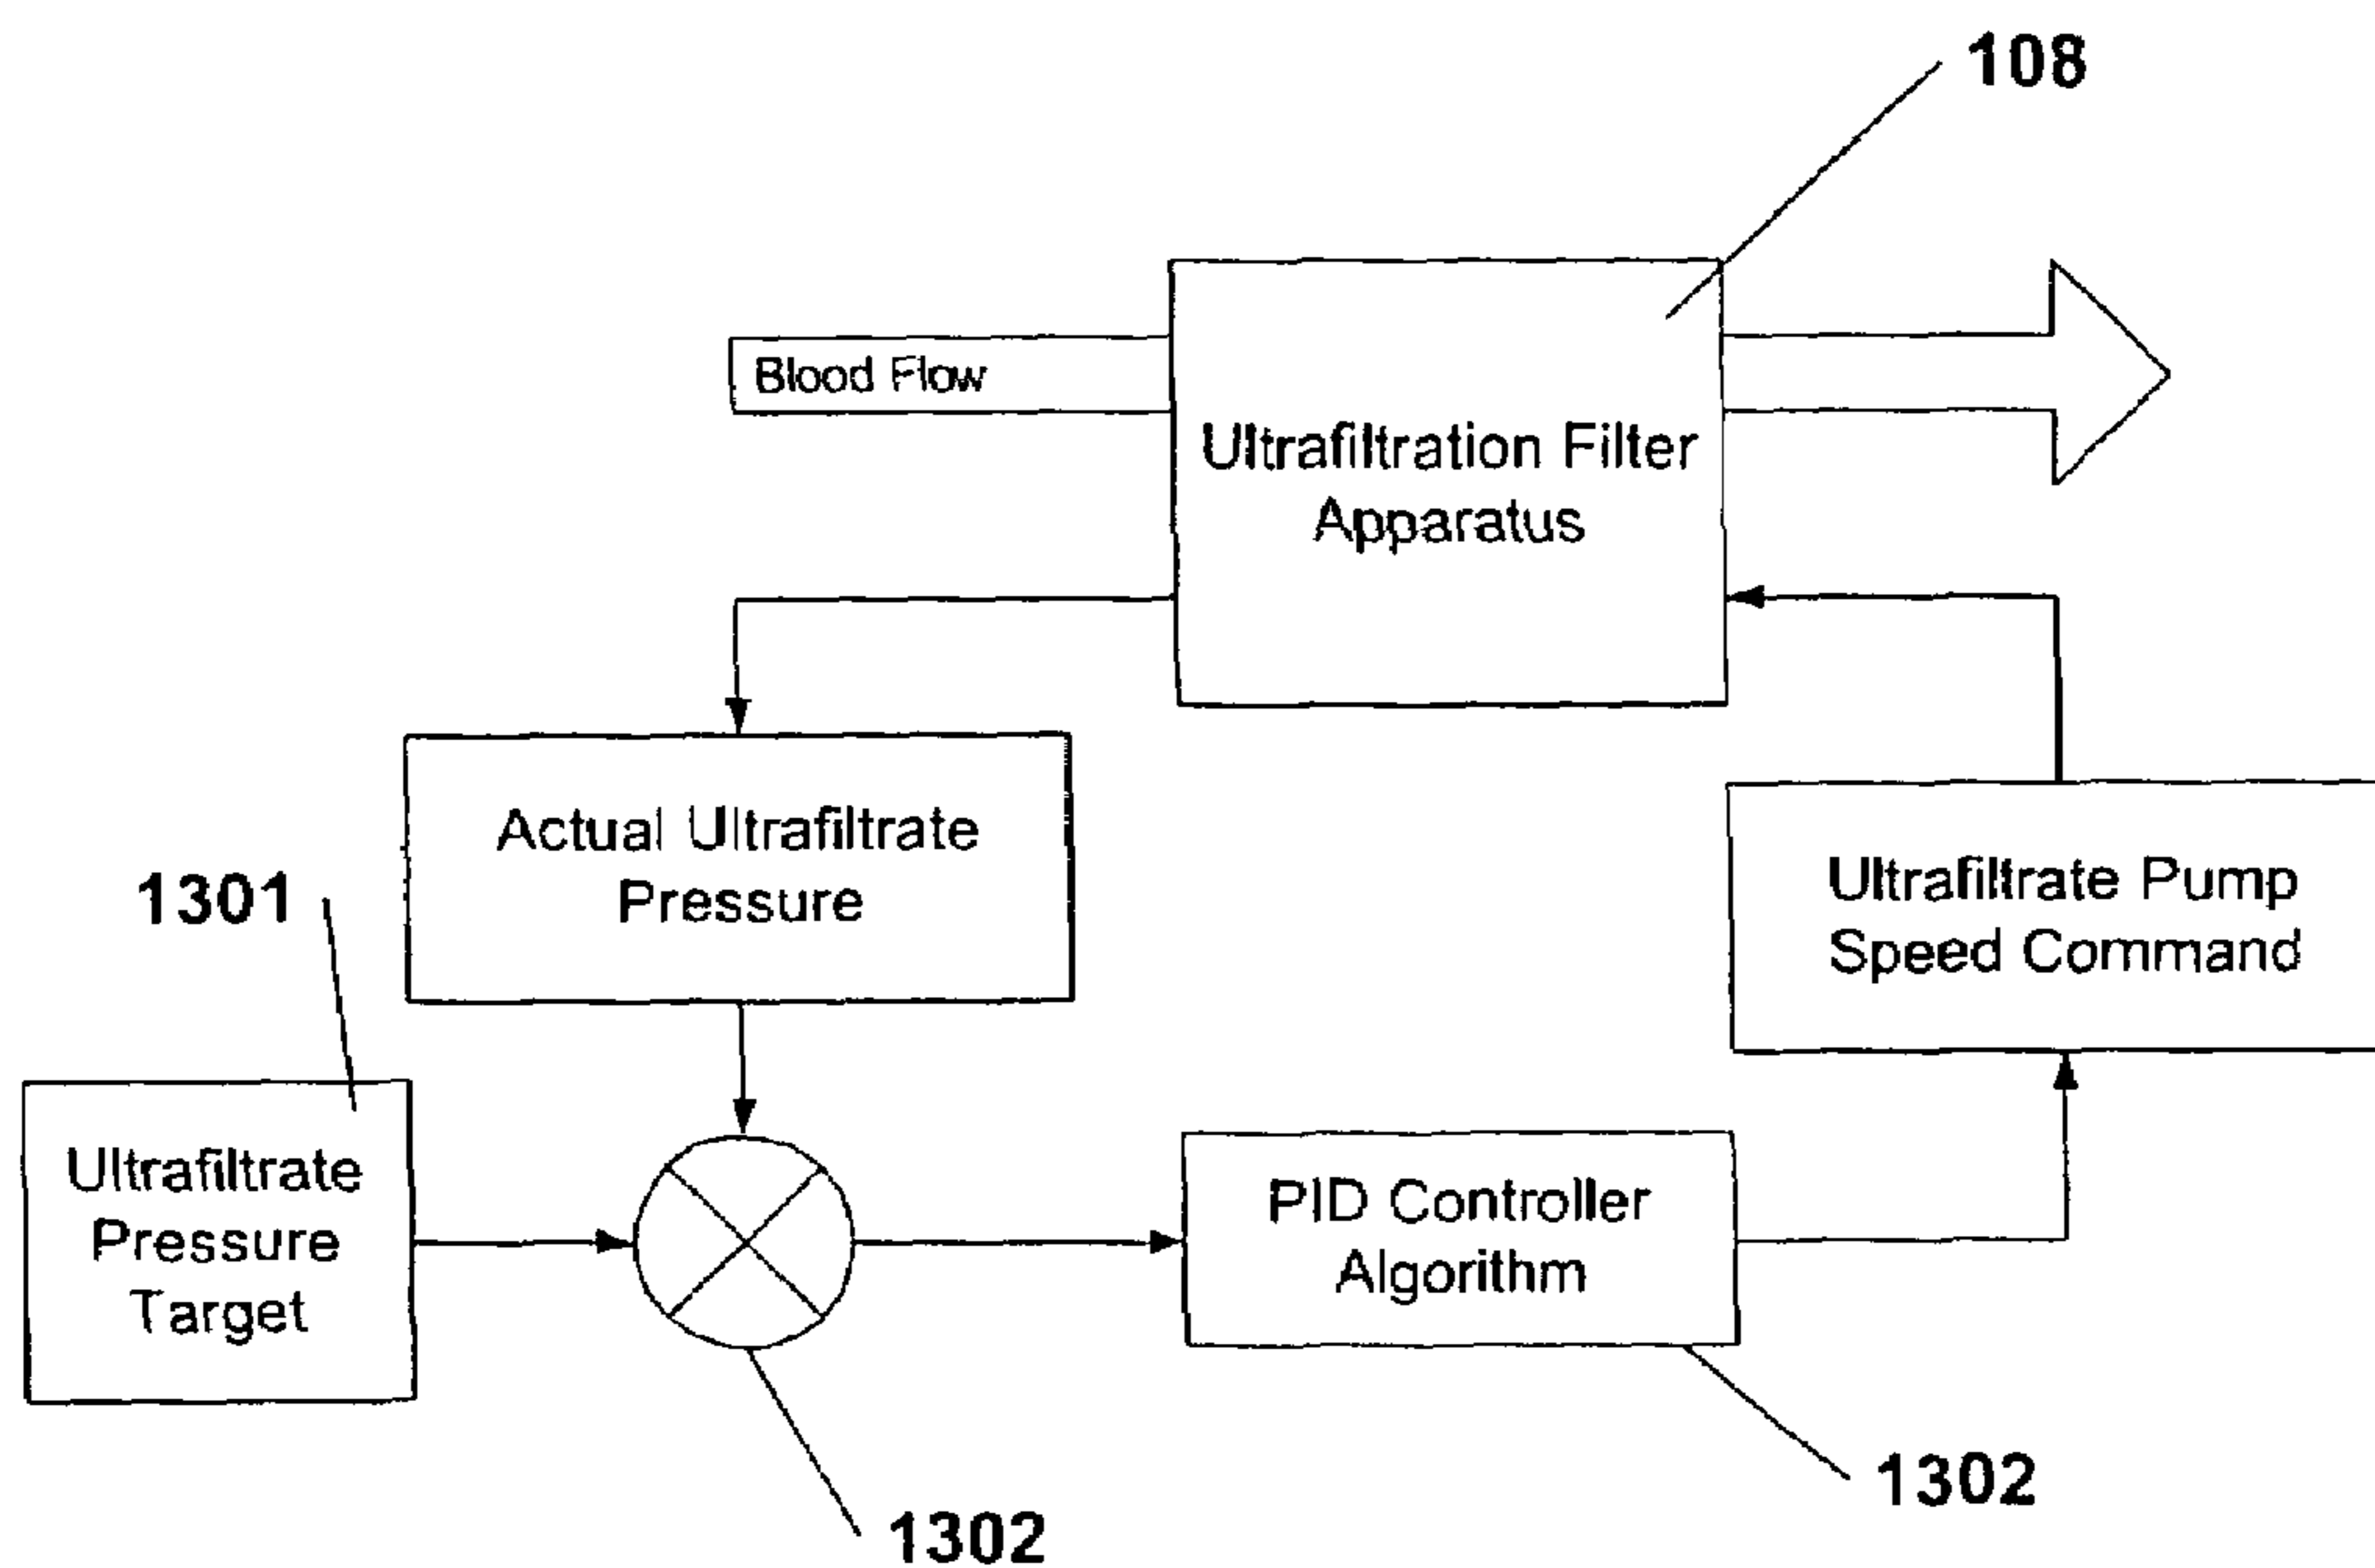 108
Blood Flow
Ultrafiltration Filter
Apparatus
Actual Ultrafiltrate
Pressure
1301
Ultrafiltrate Pump
Speed Command
Ultrafiltrate
Pressure
Target
PID Controller
Algorithm
1302
1302